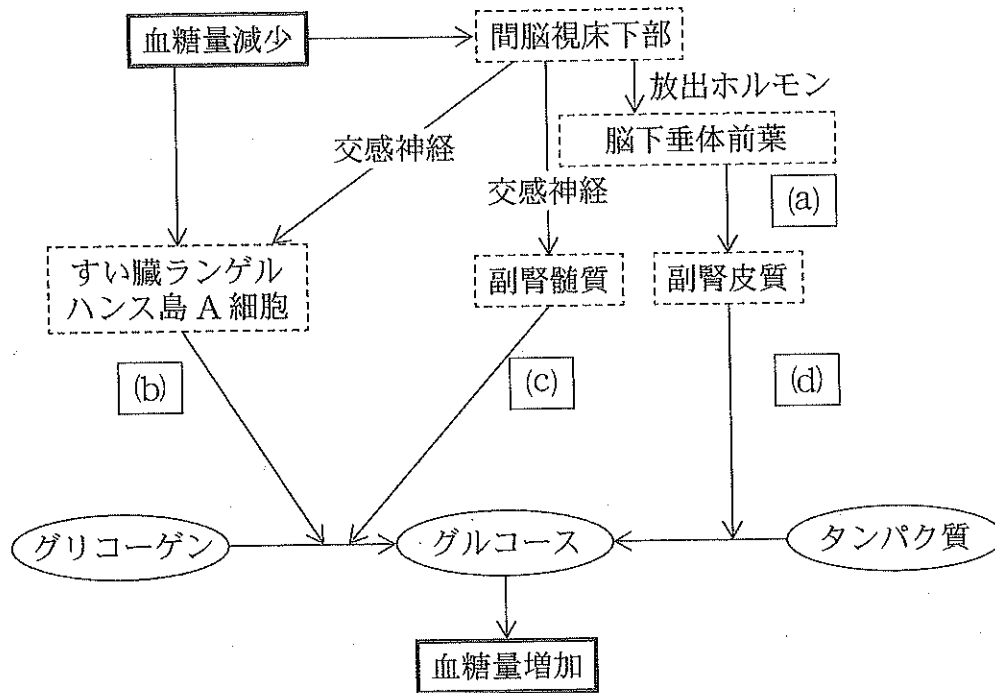 血糖量減少
間脳視床下部
放出ホルモン
脳下垂体前葉
交感神経
交感神経
(a)
すい臓ランゲル
ハンス島 A 細胞
副腎髄質
副腎皮質
(b)
(c)
(d)
グリコーゲン
グルコース
タンパク質
血糖量増加